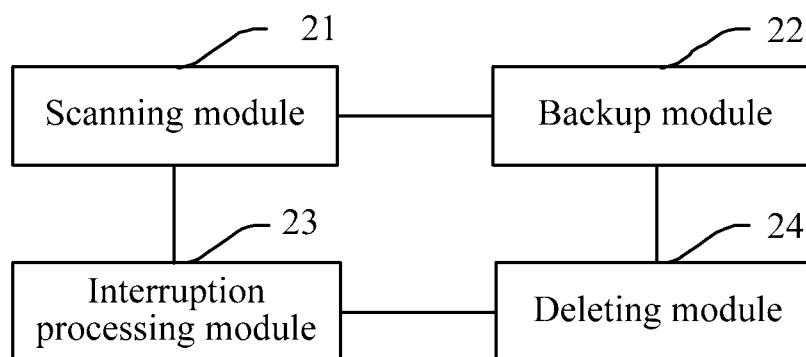 21
22
Scanning module
Backup module
23
24
Interruption
processing module
Deleting module